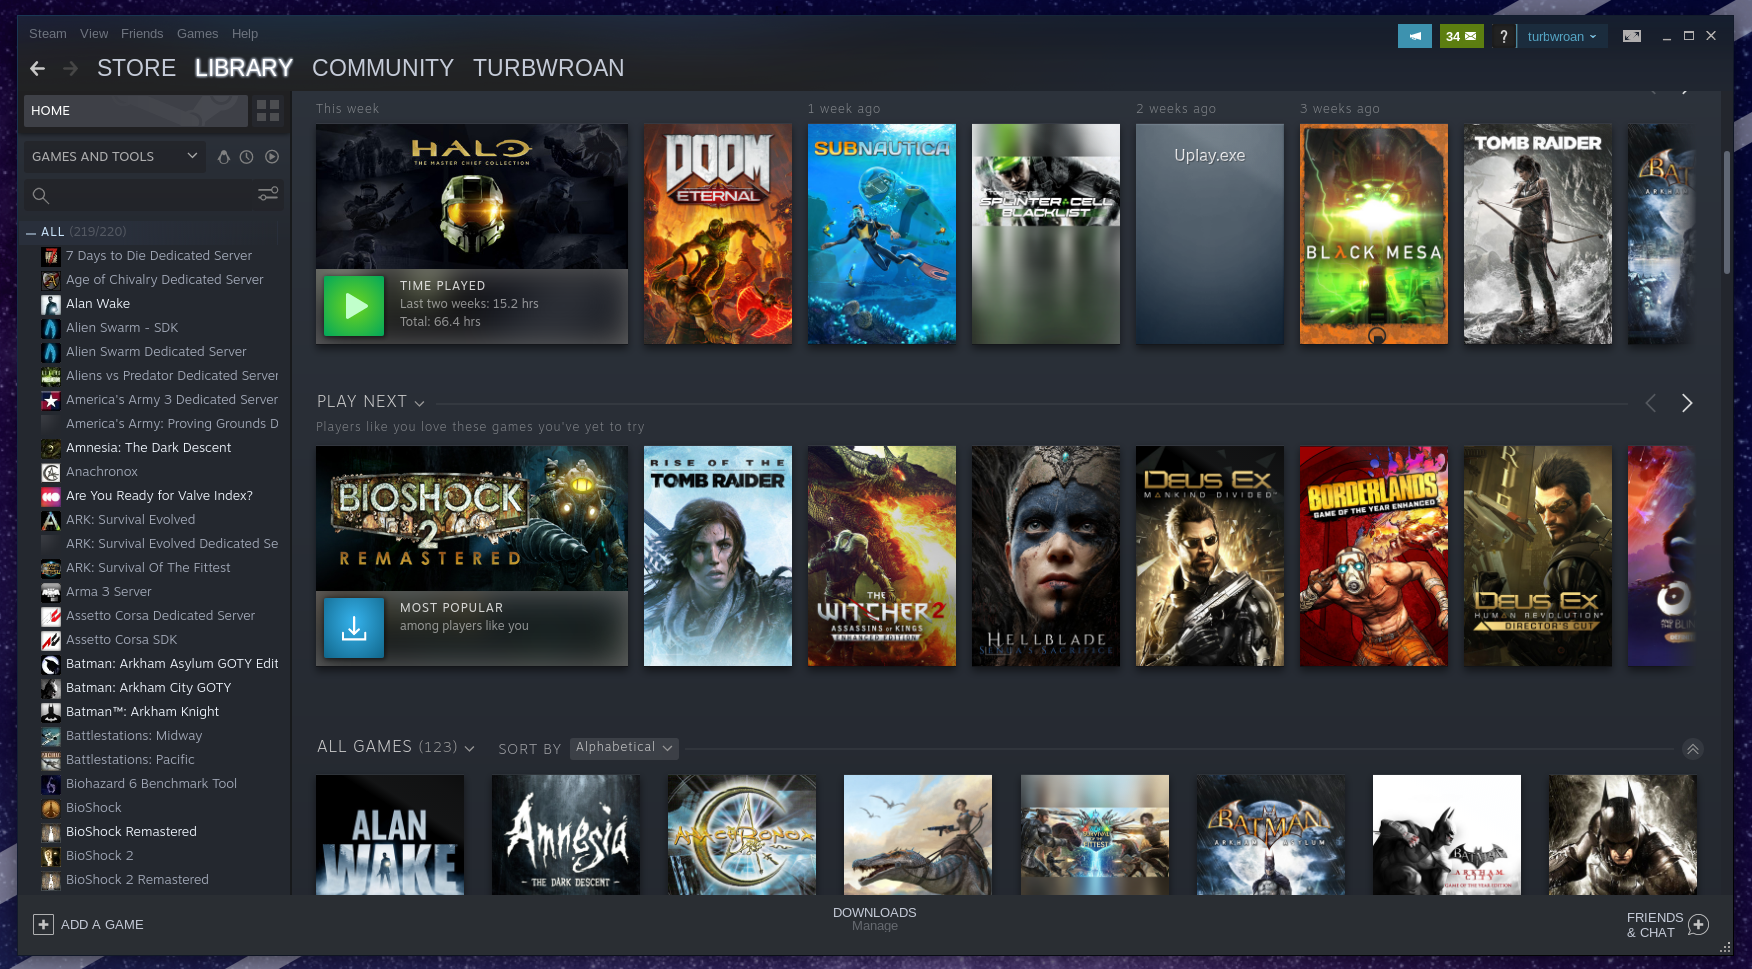 Steam View Friends Games Help
34 ? turbwroan
STORE LIBRARY COMMUNITY TURBWROAN
HOME
GAMES AND TOOLS
ALL (219/220)
7 Days to Die Dedicated Server
Age of Chivalry Dedicated Server
Alan Wake
Alien Swarm - SDK
Alien Swarm Dedicated Server
Aliens vs Predator Dedicated Server
America's Army 3 Dedicated Server
America's Army: Proving Grounds D
Amnesia: The Dark Descent
Anachronox
Are You Ready for Valve Index?
ARK: Survival Evolved
ARK: Survival Evolved Dedicated Se
ARK: Survival Of The Fittest
Arma 3 Server
Assetto Corsa Dedicated Server
Assetto Corsa SDK
Batman: Arkham Asylum GOTY Edit
Batman: Arkham City GOTY
Batman™: Arkham Knight
Battlestations: Midway
Battlestations: Pacific
Biohazard 6 Benchmark Tool
BioShock
BioShock Remastered
BioShock 2
BioShock 2 Remastered
This week 1 week ago 2 weeks ago 3 weeks ago
HALO
THE MASTER CHIEF COLLECTION
TIME PLAYED
Last two weeks: 15.2 hrs
Total: 66.4 hrs
DOOM
ETERNAL
SUBNAUTICA
SPLINTER CELL
BLACKLIST
Uplay.exe
BLACK MESA
TOMB RAIDER
BAT
ARKH
PLAY NEXT
Players like you love these games you've yet to try
BIOSHOCK
2
REMASTERED
MOST POPULAR
among players like you
RISE OF THE
TOMB RAIDER
THE
WITCHER 2
ASSASSINS OF KINGS
ENHANCED EDITION
HELLBLADE
SENUA'S SACRIFICE
DEUS EX
MANKIND DIVIDED
BORDERLANDS
GAME OF THE YEAR ENHANCED
DEUS EX
HUMAN REVOLUTION
DIRECTOR'S CUT
ALL GAMES (123) SORT BY Alphabetical
ALAN
WAKE
Amnesia
THE DARK DESCENT
ANACHRONOX
SURVIVAL
OF THE
FITTEST
BATMAN
ARKHAM ASYLUM
BATMAN
ARKHAM
CITY
GAME OF THE YEAR EDITION
ADD A GAME
DOWNLOADS
Manage
FRIENDS
& CHAT